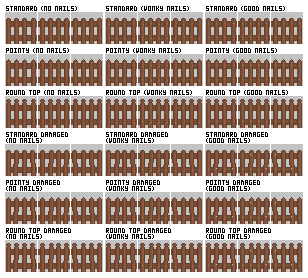 STANDARD (NO NAILS) STANDARD (VONKY NAILS) STANDARD (GOOD NAILS)
POINTY (NO NAILS) POINTY (VONKY NAILS) POINTY (GOOD NAILS)
ROUND TOP (NO NAILS) ROUND TOP (VONKY NAILS) ROUND TOP (GOOD NAILS)
STANDARD DAMAGED STANDARD DAMAGED STANDARD DAMAGED
(NO NAILS) (VONKY NAILS) (GOOD NAILS)
POINTY DAMAGED POINTY DAMAGED POINTY DAMAGED
(NO NAILS) (VONKY NAILS) (GOOD NAILS)
ROUND TOP DAMAGED ROUND TOP DAMAGED ROUND TOP DAMAGED
(NO NAILS) (VONKY NAILS) (GOOD NAILS)